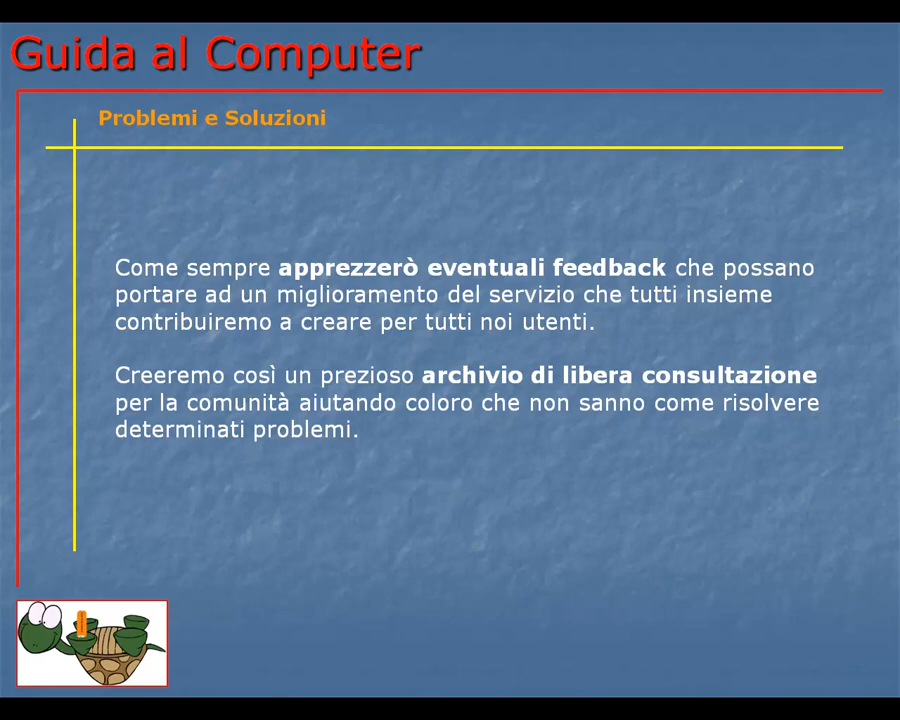 Guida al Computer
Problemi e Soluzioni
Come sempre apprezzerò eventuali feedback che possano
portare ad un miglioramento del servizio che tutti insieme
contribuiremo a creare per tutti noi utenti.
Creeremo così un prezioso archivio di libera consultazione
per la comunità aiutando coloro che non sanno come risolvere
determinati problemi.